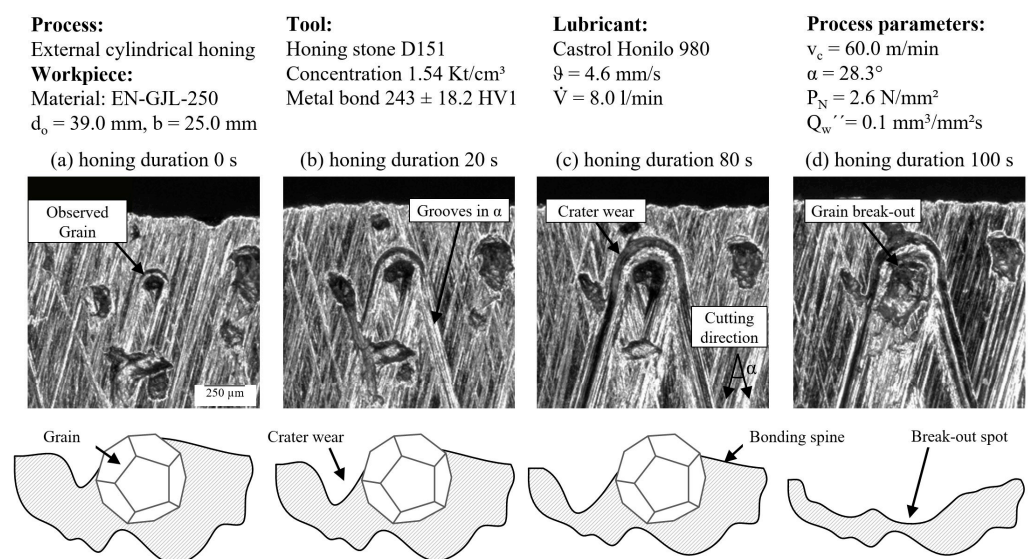 Process:
External cylindrical honing
Workpiece:
Material: EN-GJL-250
dₒ = 39.0 mm, b = 25.0 mm
Tool:
Honing stone D151
Concentration 1.54 Kt/cm³
Metal bond 243 ± 18.2 HV1
Lubricant:
Castrol Honilo 980
ϑ = 4.6 mm/s
V̇ = 8.0 l/min
Process parameters:
v_c = 60.0 m/min
α = 28.3°
P_N = 2.6 N/mm²
Q_w´´= 0.1 mm³/mm²s
(a) honing duration 0 s
(b) honing duration 20 s
(c) honing duration 80 s
(d) honing duration 100 s
Observed
Grain
250 µm
Grooves in α
Crater wear
Cutting
direction
α
Grain break-out
Grain
Crater wear
Bonding spine
Break-out spot